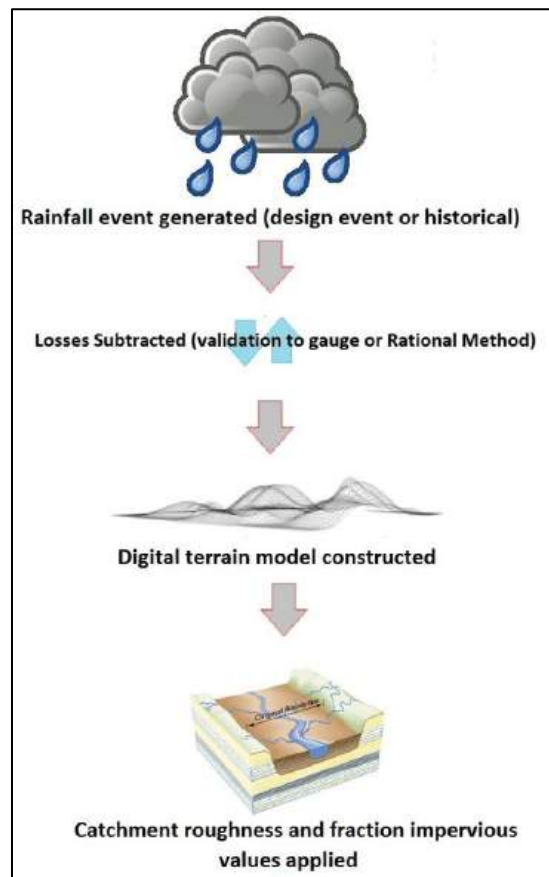 Rainfall event generated (design event or historical)
Losses Subtracted (validation to gauge or Rational Method)
Digital terrain model constructed
Catchment roughness and fraction impervious
values applied